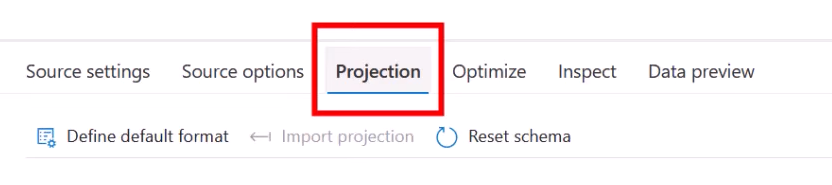 Source settings Source options Projection Optimize Inspect Data preview
Define default format Import projection Reset schema